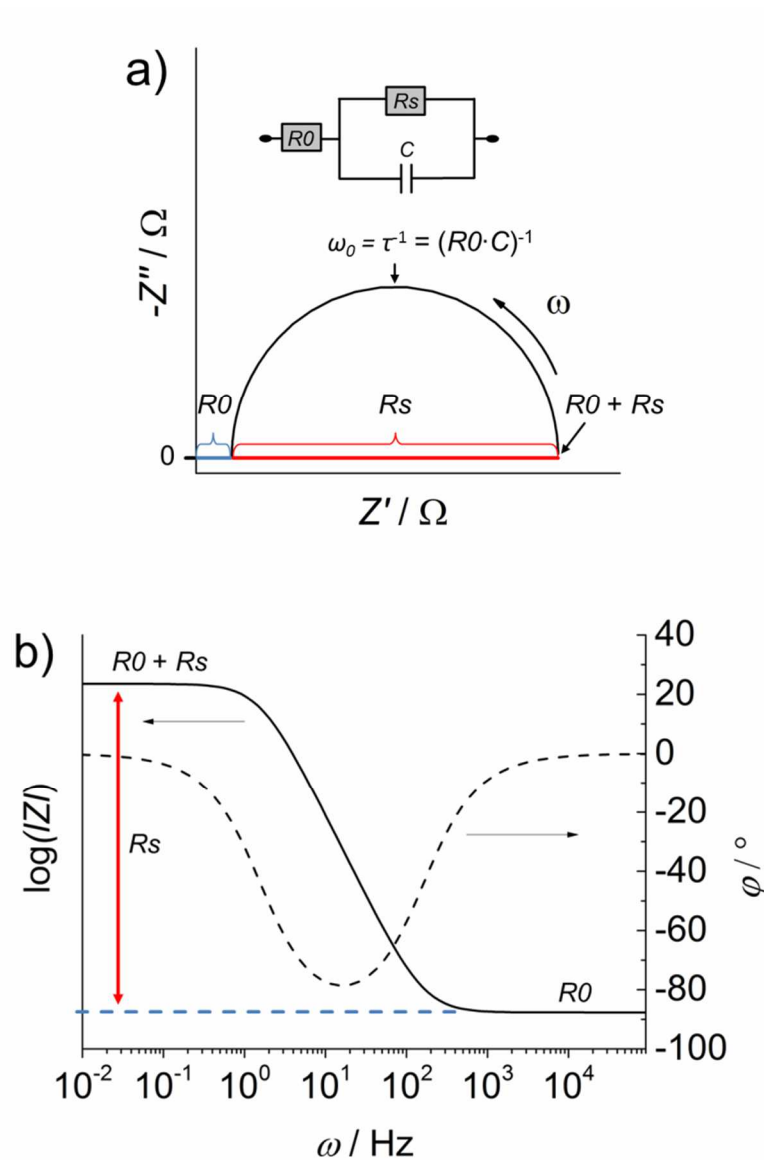 a)
Rs
R0
C
ω₀ = τ⁻¹ = (R0·C)⁻¹
-Z"/ Ω
ω
R0
Rs
R0 + Rs
0
Z' / Ω
b)
R0 + Rs
Rs
R0
log(/Z/)
40
20
0
-20
-40
-60
-80
-100
φ / °
10⁻² 10⁻¹ 10⁰ 10¹ 10² 10³ 10⁴
ω / Hz